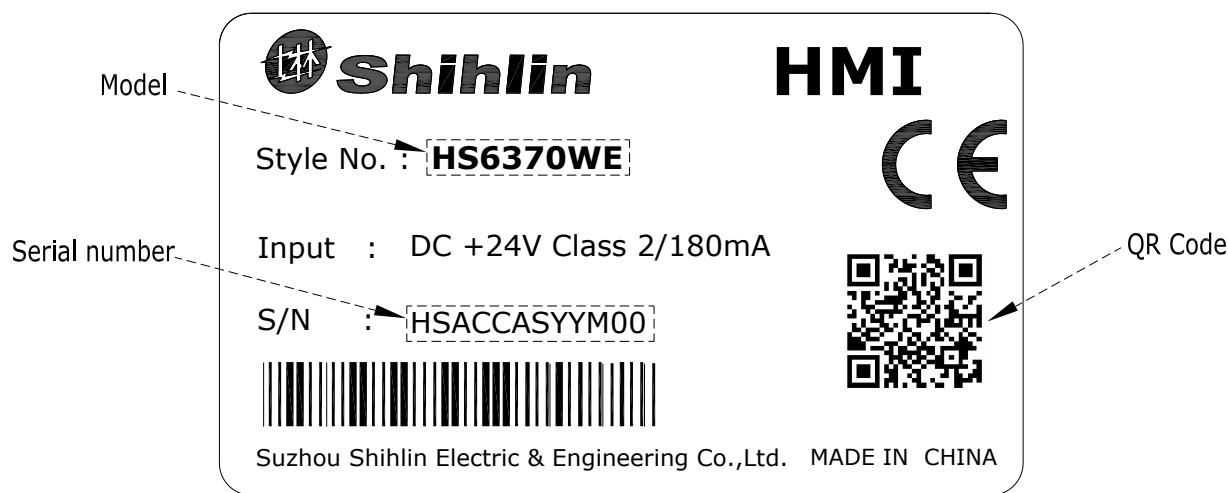 Shihlin
HMI
Model
Style No. : HS6370WE
CE
Input : DC +24V Class 2/180mA
Serial number
QR Code
S/N : HSACCASYYM00
Suzhou Shihlin Electric & Engineering Co.,Ltd. MADE IN CHINA